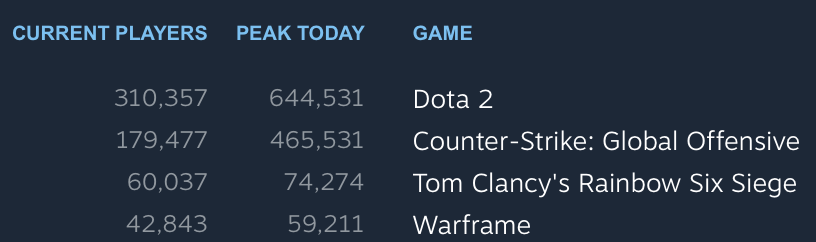 CURRENT PLAYERS PEAK TODAY GAME
310,357 644,531 Dota 2
179,477 465,531 Counter-Strike: Global Offensive
60,037 74,274 Tom Clancy's Rainbow Six Siege
42,843 59,211 Warframe